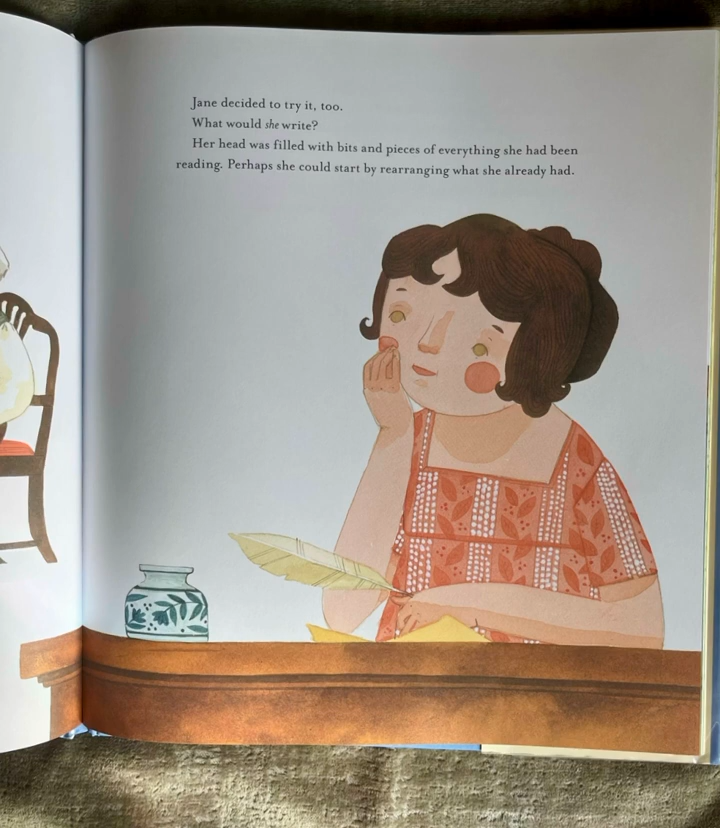 Jane decided to try it, too.
What would she write?
Her head was filled with bits and pieces of everything she had been
reading. Perhaps she could start by rearranging what she already had.